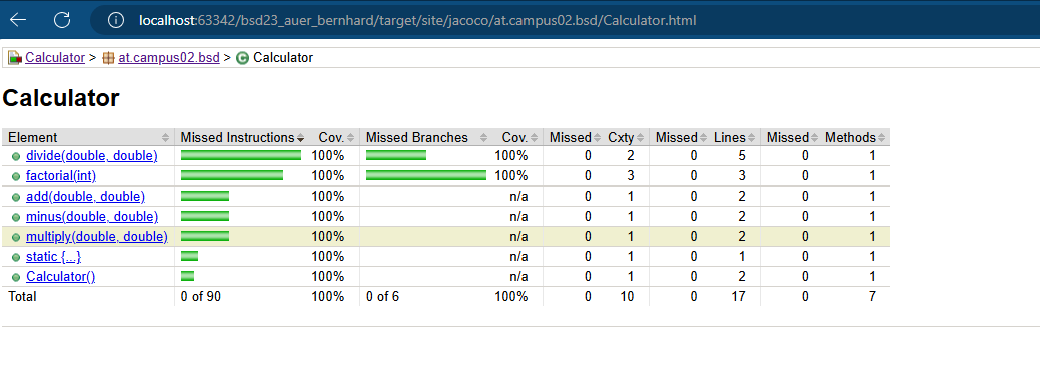 localhost:63342/bsd23_auer_bernhard/target/site/jacoco/at.campus02.bsd/Calculator.html
Calculator > at.campus02.bsd > Calculator
Calculator
Element Missed Instructions Cov. Missed Branches Cov. Missed Cxty Missed Lines Missed Methods
divide(double, double) 100% 100% 0 2 0 5 0 1
factorial(int) 100% 100% 0 3 0 3 0 1
add(double, double) 100% n/a 0 1 0 2 0 1
minus(double, double) 100% n/a 0 1 0 2 0 1
multiply(double, double) 100% n/a 0 1 0 2 0 1
static {...} 100% n/a 0 1 0 1 0 1
Calculator() 100% n/a 0 1 0 2 0 1
Total 0 of 90 100% 0 of 6 100% 0 10 0 17 0 7